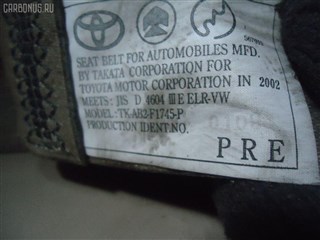 CARBONUS.RU
SEAT BELT FOR AUTOMOBILES MFD.
BY TAKATA CORPORATION FOR
TOYOTA MOTOR CORPORATION IN 2002
MEETS: JIS D 4604 III E ELR-VW
MODEL: TK-AB3-F1745-P
PRODUCTION IDENT NO.
PRE